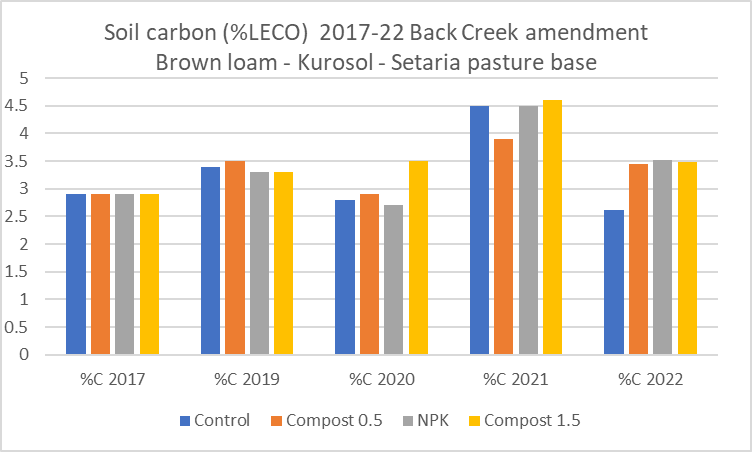 Soil carbon (%LECO)  2017-22 Back Creek amendment
Brown loam - Kurosol - Setaria pasture base
5
4.5
4
3.5
3
2.5
2
1.5
1
0.5
0
%C 2017 %C 2019 %C 2020 %C 2021 %C 2022
Control Compost 0.5 NPK Compost 1.5